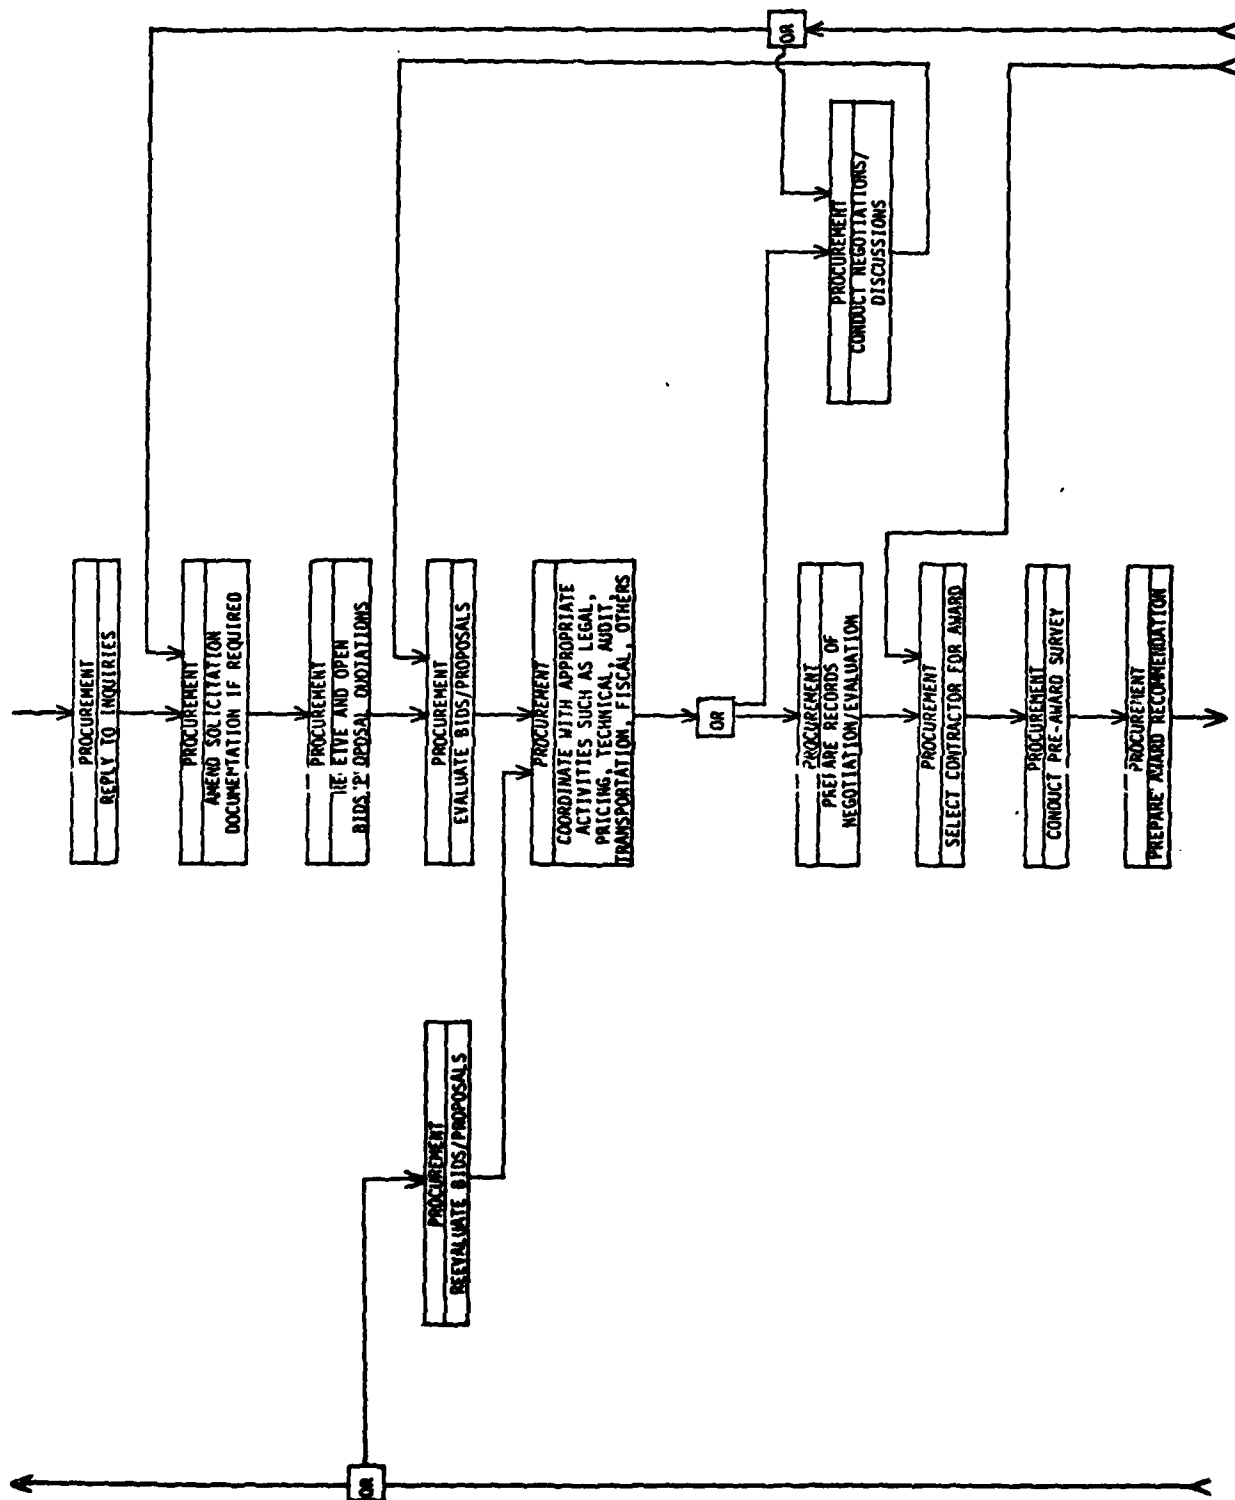 OR
PROCUREMENT
REPLY TO INQUIRIES
PROCUREMENT
AMEND SOLICITATION
DOCUMENTATION IF REQUIRED
PROCUREMENT
AND OPEN
QUOTATIONS
PROCUREMENT
EVALUATE BIDS/PROPOSALS
PROCUREMENT
COORDINATE WITH APPROPRIATE
ACTIVITIES SUCH AS LEGAL,
PRICING, TECHNICAL, AUDIT,
TRANSPORTATION, FISCAL, OTHERS
PROCUREMENT
REEVALUATE BIDS/PROPOSALS
OR
OR
PROCUREMENT
CONDUCT NEGOTIATIONS/
DISCUSSIONS
PROCUREMENT
PREPARE RECORDS OF
NEGOTIATION/EVALUATION
PROCUREMENT
SELECT CONTRACTOR FOR AWARD
PROCUREMENT
CONDUCT PRE-AWARD SURVEY
PROCUREMENT
PREPARE AWARD RECOMMENDATION